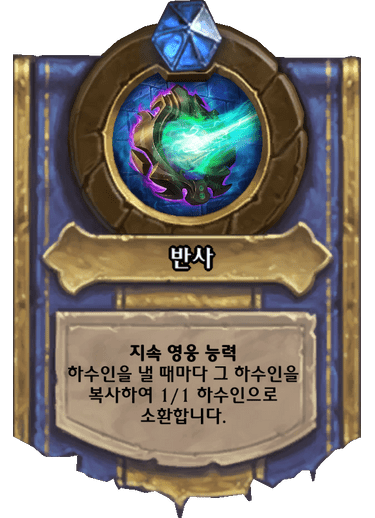 반사
지속 영웅 능력
하수인을 낼 때마다 그 하수인을
복사하여 1/1 하수인으로
소환합니다.